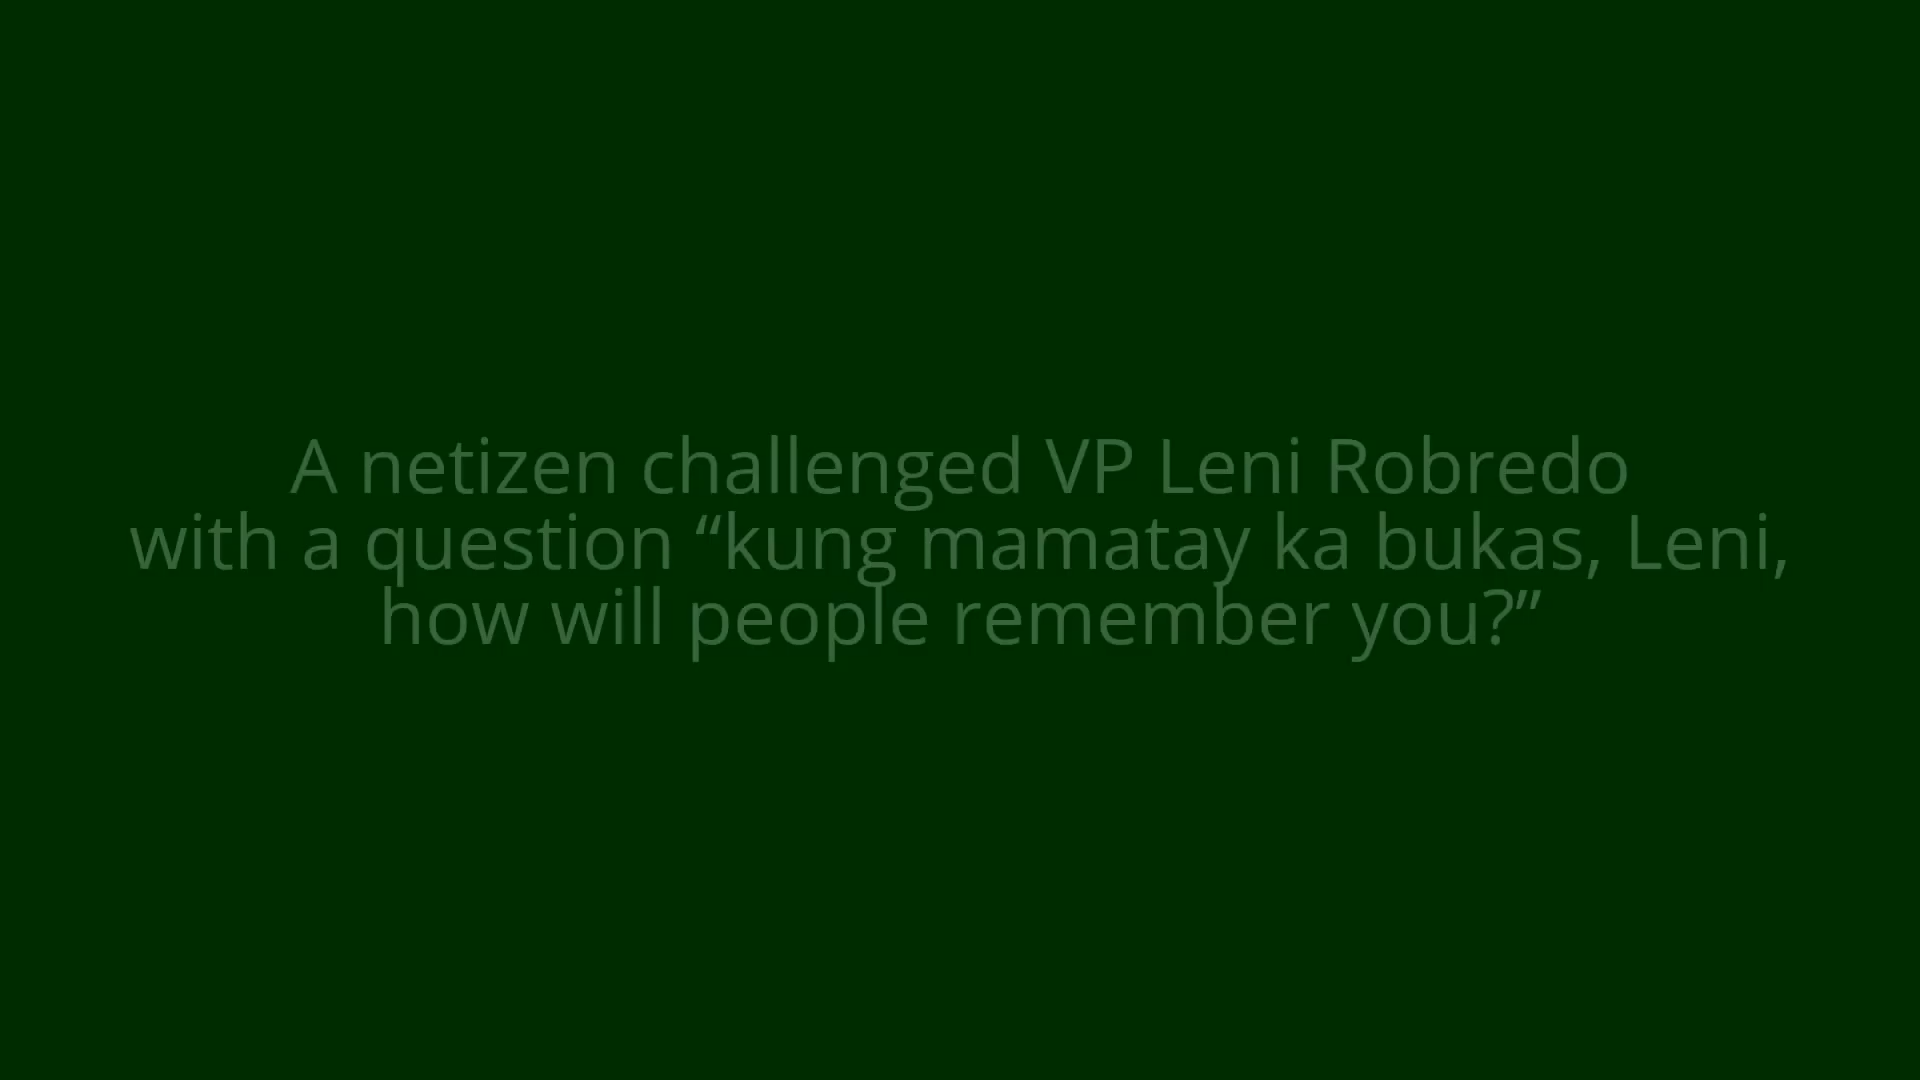 A netizen challenged VP Leni Robredo
with a question “kung mamatay ka bukas, Leni,
how will people remember you?”